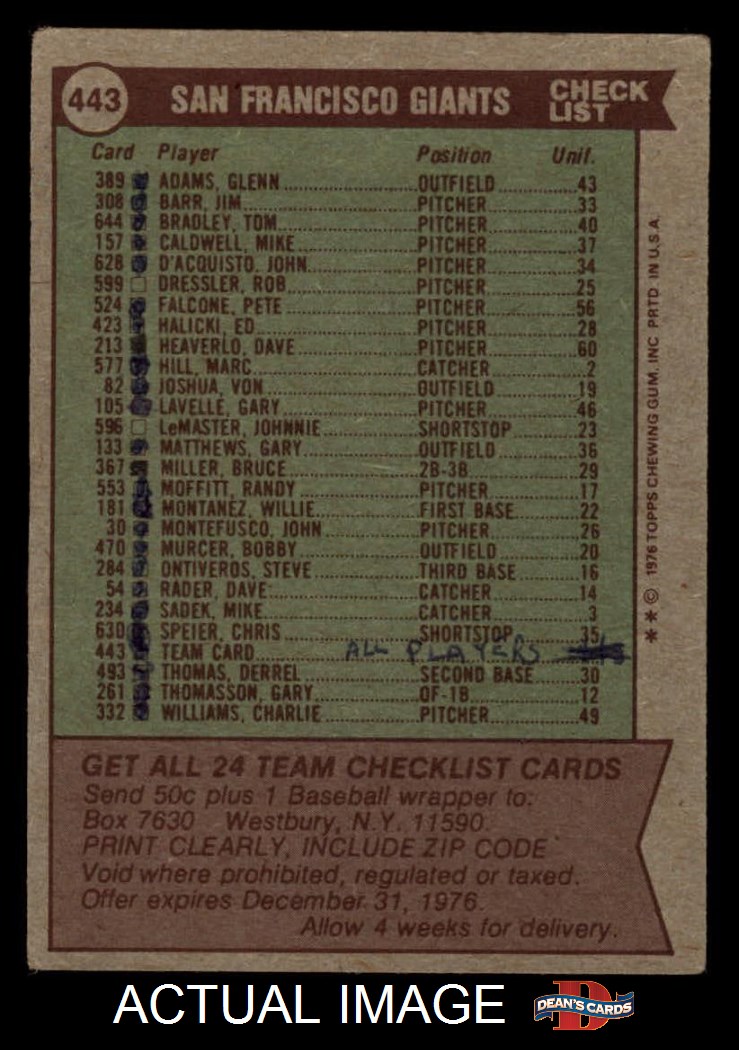 443 SAN FRANCISCO GIANTS CHECK LIST
Card Player Position Unif.
389 ADAMS, GLENN OUTFIELD 43
308 BARR, JIM PITCHER 33
644 BRADLEY, TOM PITCHER 40
157 CALDWELL, MIKE PITCHER 37
628 D'ACQUISTO, JOHN PITCHER 34
599 DRESSLER, ROB PITCHER 25
524 FALCONE, PETE PITCHER 56
423 HALICKI, ED PITCHER 28
213 HEAVERLO, DAVE PITCHER 60
577 HILL, MARC CATCHER 2
82 JOSHUA, VON OUTFIELD 19
105 LAVELLE, GARY PITCHER 46
596 LeMASTER, JOHNNIE SHORTSTOP 23
133 MATTHEWS, GARY OUTFIELD 36
367 MILLER, BRUCE 2B-3B 29
553 MOFFITT, RANDY PITCHER 17
181 MONTANEZ, WILLIE FIRST BASE 22
30 MONTEFUSCO, JOHN PITCHER 26
470 MURCER, BOBBY OUTFIELD 20
284 ONTIVEROS, STEVE THIRD BASE 16
54 RADER, DAVE CATCHER 14
234 SADEK, MIKE CATCHER 3
630 SPEIER, CHRIS SHORTSTOP 35
443 TEAM CARD ALL PLAYERS
493 THOMAS, DERREL SECOND BASE 30
261 THOMASSON, GARY OF-1B 12
332 WILLIAMS, CHARLIE PITCHER 49
**© 1976 TOPPS CHEWING GUM, INC PRTD IN U.S.A.
GET ALL 24 TEAM CHECKLIST CARDS
Send 50c plus 1 Baseball wrapper to:
Box 7630 Westbury, N.Y. 11590.
PRINT CLEARLY, INCLUDE ZIP CODE
Void where prohibited, regulated or taxed.
Offer expires December 31, 1976.
Allow 4 weeks for delivery.
ACTUAL IMAGE
D
DEAN'S CARDS